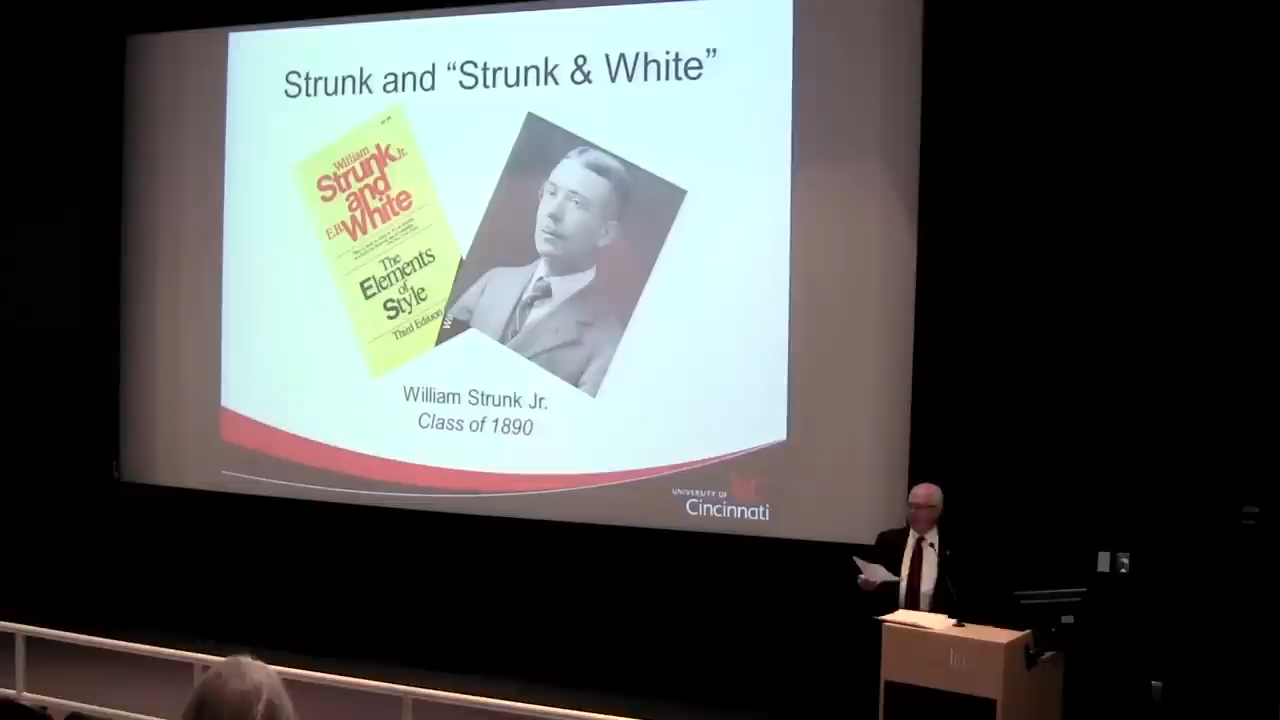 Strunk and “Strunk & White”
William
Strunk Jr.
and
E.B. White
The
Elements
of
Style
Third Edition
William Strunk Jr.
Class of 1890
UNIVERSITY OF
Cincinnati